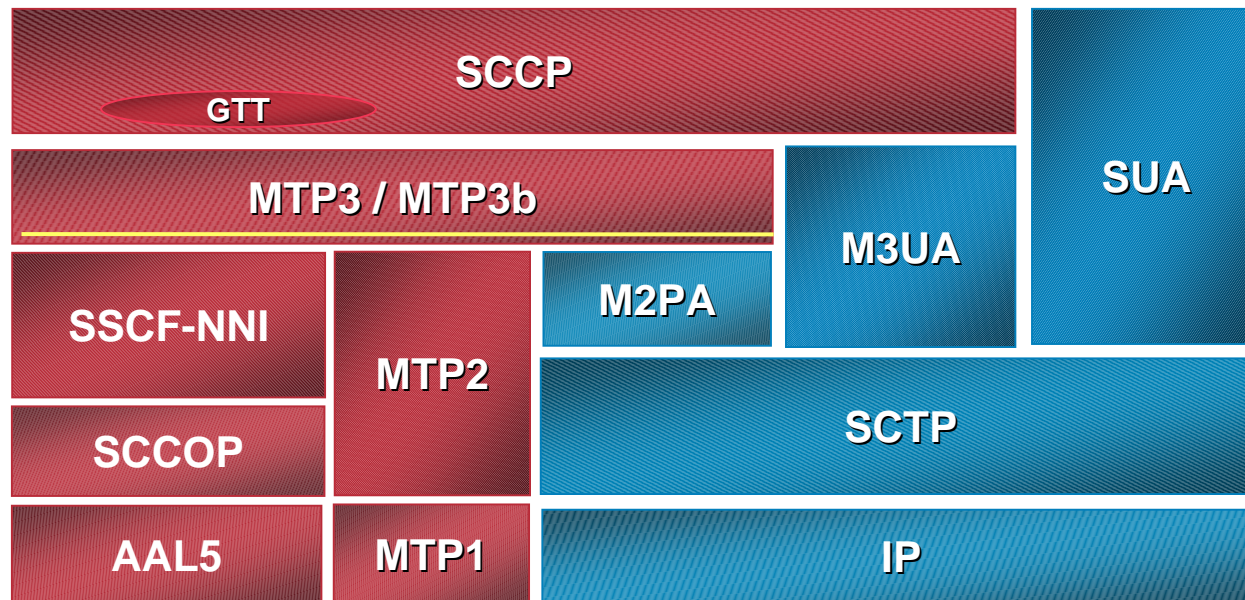 SCCP
GTT
SUA
MTP3 / MTP3b
M3UA
SSCF-NNI
MTP2
M2PA
SCCOP
SCTP
AAL5
MTP1
IP